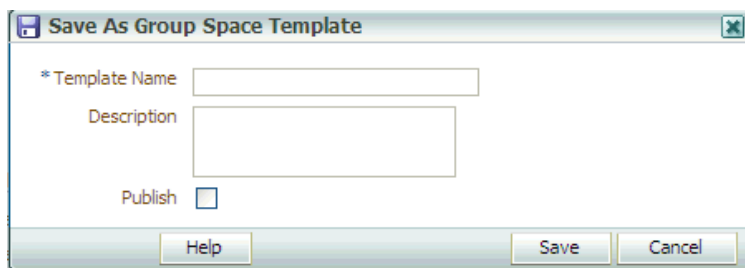 Save As Group Space Template
* Template Name
Description
Publish
Help Save Cancel